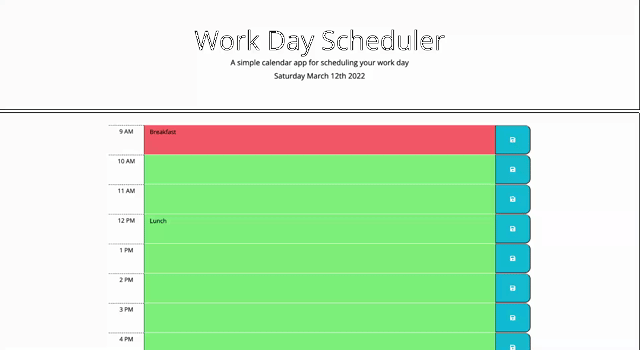 Work Day Scheduler
A simple calendar app for scheduling your work day
Saturday March 12th 2022
9 AM Breakfast
10 AM
11 AM
12 PM Lunch
1 PM
2 PM
3 PM
4 PM